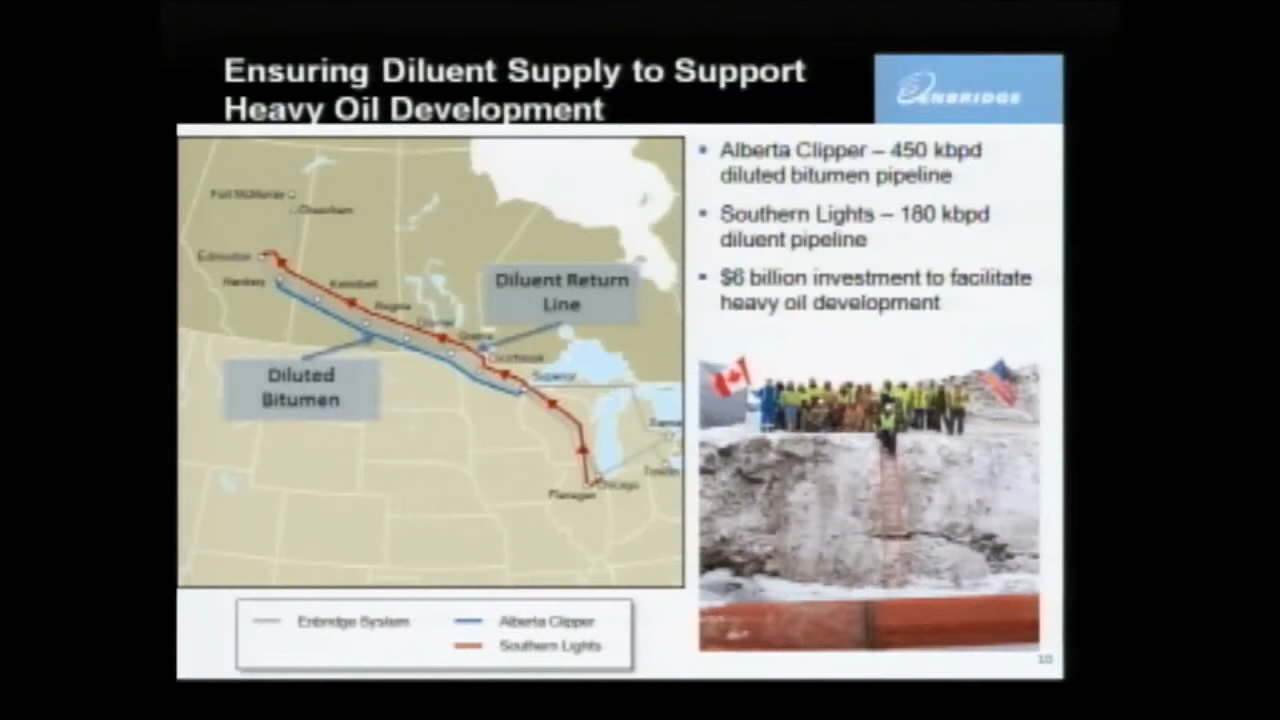 Ensuring Diluent Supply to Support
Heavy Oil Development
ENBRIDGE
Alberta Clipper – 450 kbpd
diluted bitumen pipeline
Southern Lights – 180 kbpd
diluent pipeline
$6 billion investment to facilitate
heavy oil development
Fort McMurray
Cheecham
Edmonton
Hardisty
Kerrobert
Regina
Diluent Return
Line
Gretna
Clearbrook
Superior
Diluted
Bitumen
Chicago
Flanagan
Enbridge System
Alberta Clipper
Southern Lights
10